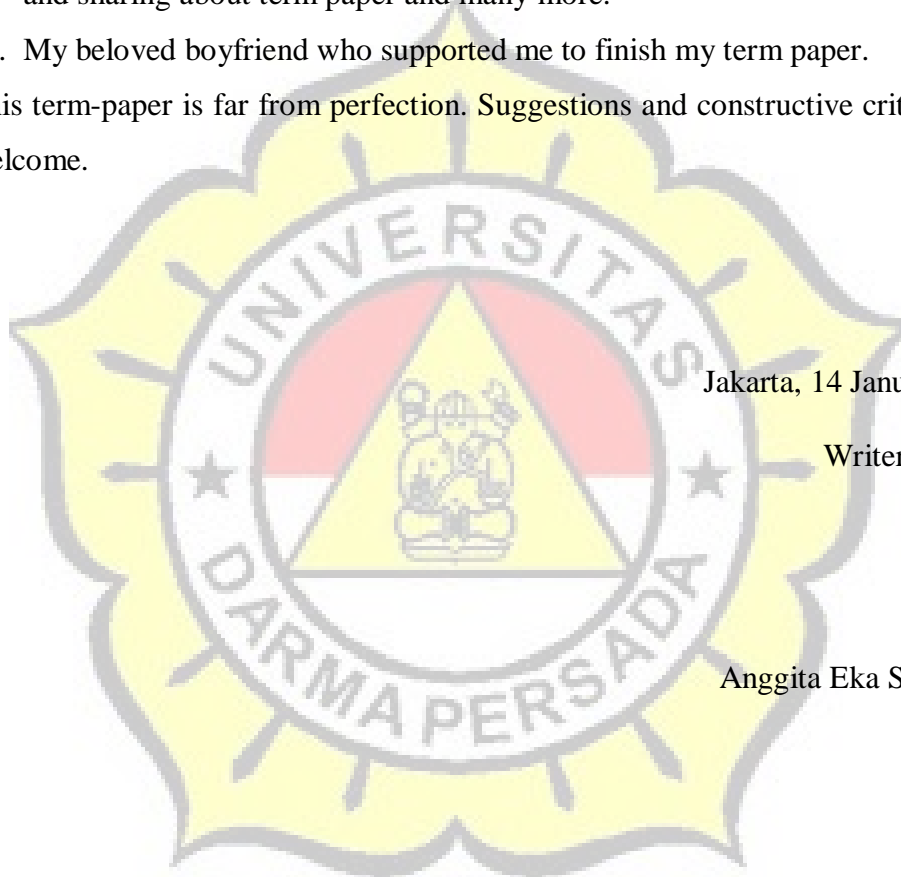 and sharing about term paper and many more.
. My beloved boyfriend who supported me to finish my term paper.
his term-paper is far from perfection. Suggestions and constructive crit
elcome.
UNIVERSITAS
Jakarta, 14 Janu
Writer
DARMA PERSADA
Anggita Eka S